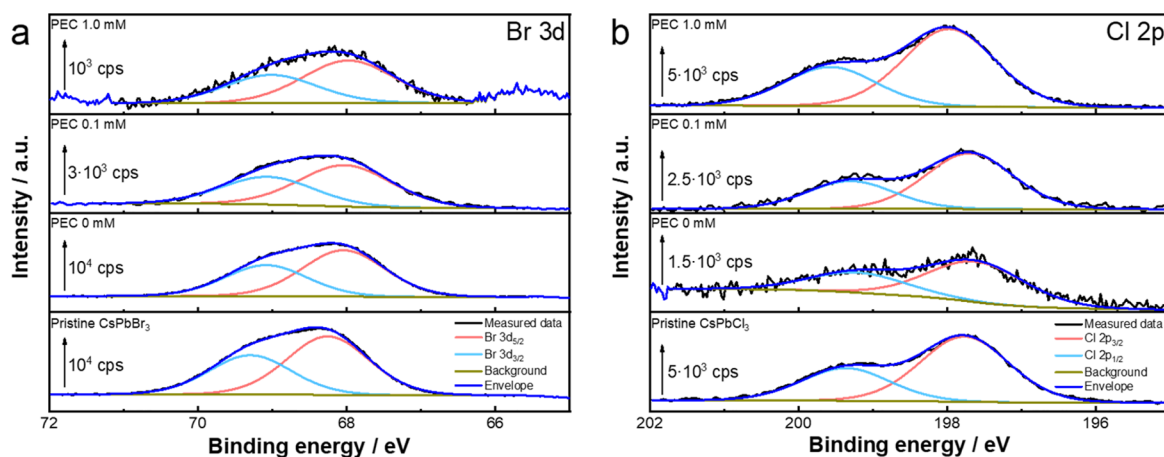 a
Br 3d
PEC 1.0 mM
10³ cps
PEC 0.1 mM
3·10³ cps
PEC 0 mM
10⁴ cps
Pristine CsPbBr₃
10⁴ cps
Measured data
Br 3d₅/₂
Br 3d₃/₂
Background
Envelope
72
70
68
66
Binding energy / eV
Intensity / a.u.
b
Cl 2p
PEC 1.0 mM
5·10³ cps
PEC 0.1 mM
2.5·10³ cps
PEC 0 mM
1.5·10³ cps
Pristine CsPbCl₃
5·10³ cps
Measured data
Cl 2p₃/₂
Cl 2p₁/₂
Background
Envelope
202
200
198
196
Binding energy / eV
Intensity / a.u.